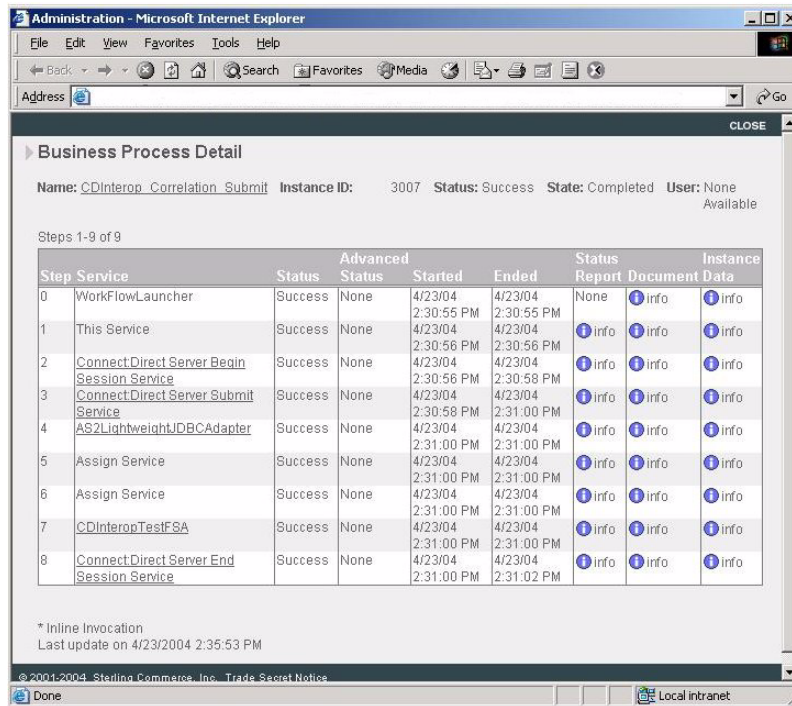 Administration - Microsoft Internet Explorer
File Edit View Favorites Tools Help
Back Search Favorites Media
Address Go
CLOSE
Business Process Detail
Name: CDInterop_Correlation_Submit Instance ID: 3007 Status: Success State: Completed User: None Available
Steps 1-9 of 9
Step Service Status Advanced Status Started Ended Status Report Document Instance Data
0 WorkFlowLauncher Success None 4/23/04 2:30:55 PM 4/23/04 2:30:55 PM None info info
1 This Service Success None 4/23/04 2:30:56 PM 4/23/04 2:30:56 PM info info info
2 Connect:Direct Server Begin Session Service Success None 4/23/04 2:30:56 PM 4/23/04 2:30:58 PM info info info
3 Connect:Direct Server Submit Service Success None 4/23/04 2:30:58 PM 4/23/04 2:31:00 PM info info info
4 AS2LightweightJDBCAdapter Success None 4/23/04 2:31:00 PM 4/23/04 2:31:00 PM info info info
5 Assign Service Success None 4/23/04 2:31:00 PM 4/23/04 2:31:00 PM info info info
6 Assign Service Success None 4/23/04 2:31:00 PM 4/23/04 2:31:00 PM info info info
7 CDInteropTestFSA Success None 4/23/04 2:31:00 PM 4/23/04 2:31:00 PM info info info
8 Connect:Direct Server End Session Service Success None 4/23/04 2:31:00 PM 4/23/04 2:31:02 PM info info info
* Inline Invocation
Last update on 4/23/2004 2:35:53 PM
© 2001-2004 Sterling Commerce, Inc. Trade Secret Notice
Done Local intranet